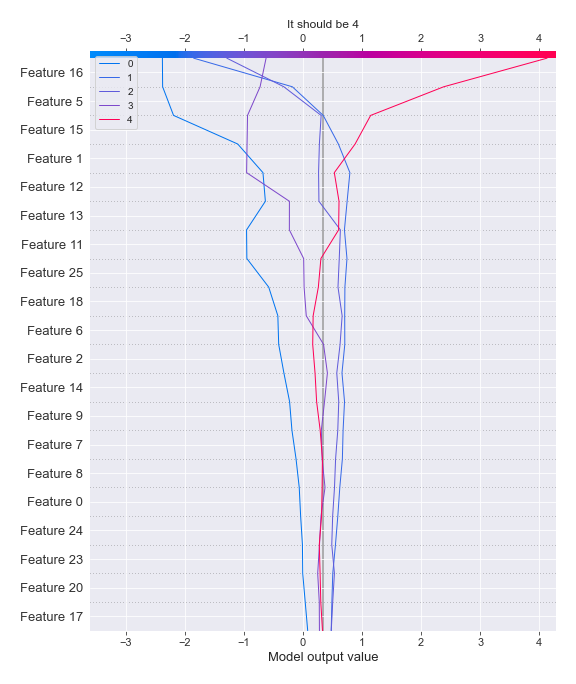 It should be 4
−3 −2 −1 0 1 2 3 4
0
1
2
3
4
Feature 16
Feature 5
Feature 15
Feature 1
Feature 12
Feature 13
Feature 11
Feature 25
Feature 18
Feature 6
Feature 2
Feature 14
Feature 9
Feature 7
Feature 8
Feature 0
Feature 24
Feature 23
Feature 20
Feature 17
−3 −2 −1 0 1 2 3 4
Model output value